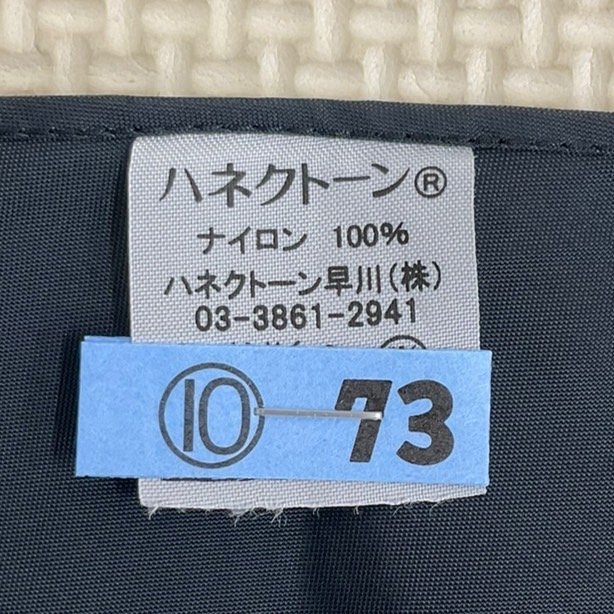 ハネクトーン®
ナイロン 100%
ハネクトーン早川(株)
03-3861-2941
⑩-73